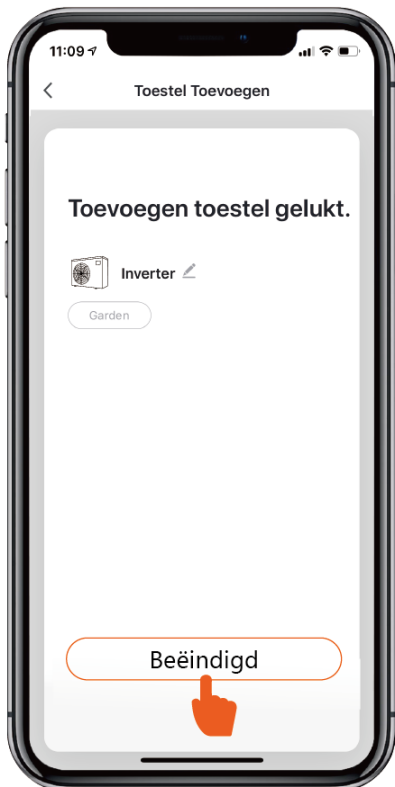 11:09
Toestel Toevoegen
Toevoegen toestel gelukt.
Inverter
Garden
Beëindigd